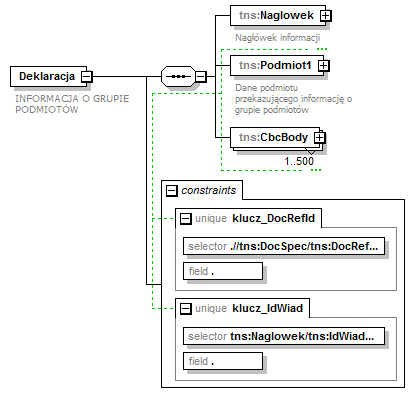 tns:Naglowek
Nagłówek informacji
Deklaracja
INFORMACJA O GRUPIE
PODMIOTÓW
tns:Podmiot1
Dane podmiotu
przekazującego informację o
grupie podmiotów
tns:CbcBody
1..500
constraints
unique klucz_DocRefId
selector .//tns:DocSpec/tns:DocRef...
field .
unique klucz_IdWiad
selector tns:Naglowek/tns:IdWiad...
field .